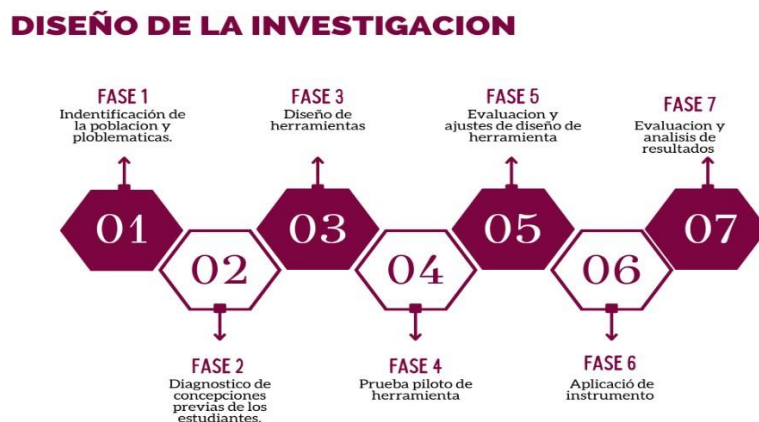 DISEÑO DE LA INVESTIGACION
FASE 1
Indentificación de
la poblacion y
ploblematicas.
FASE 3
Diseño de
herramientas
FASE 5
Evaluacion y
ajustes de diseño de
herramienta
FASE 7
Evaluacion y
analisis de
resultados
01
02
03
04
05
06
07
FASE 2
Diagnostico de
concepciones
previas de los
estudiantes.
FASE 4
Prueba piloto de
herramienta
FASE 6
Aplicació de
instrumento